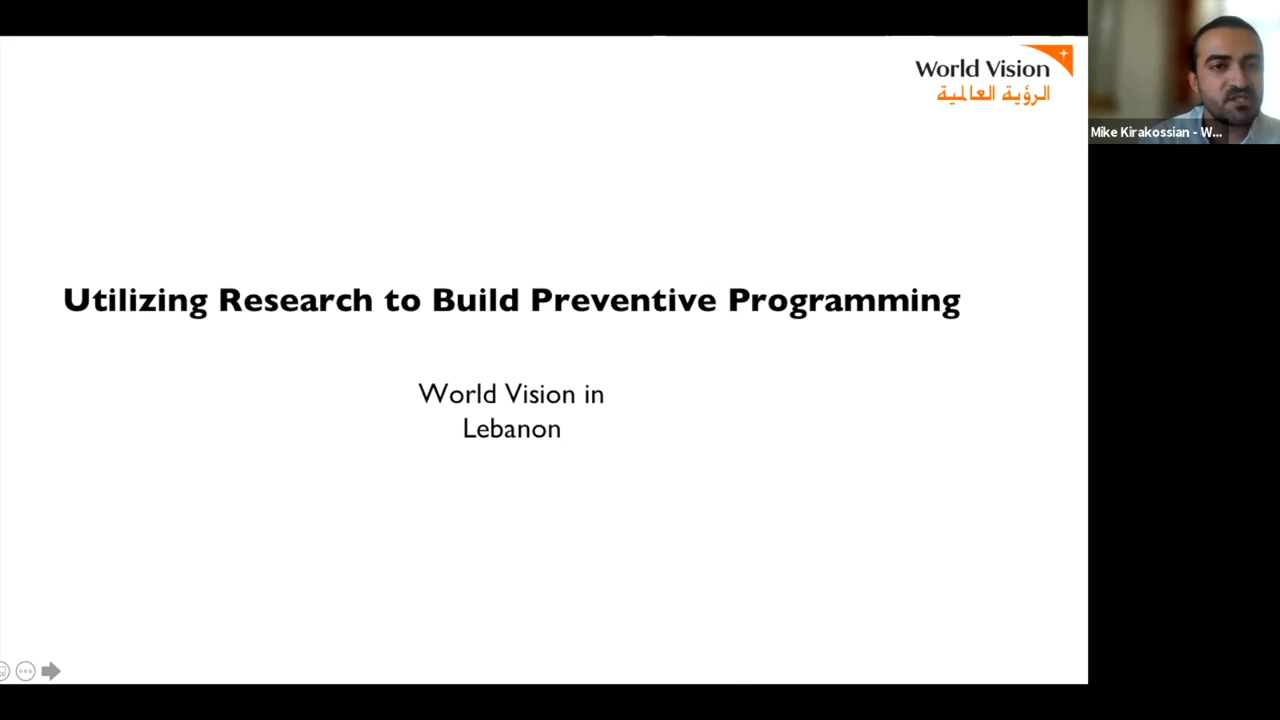 World Vision
الرؤية العالمية
Mike Kirakossian - W...
Utilizing Research to Build Preventive Programming
World Vision in
Lebanon